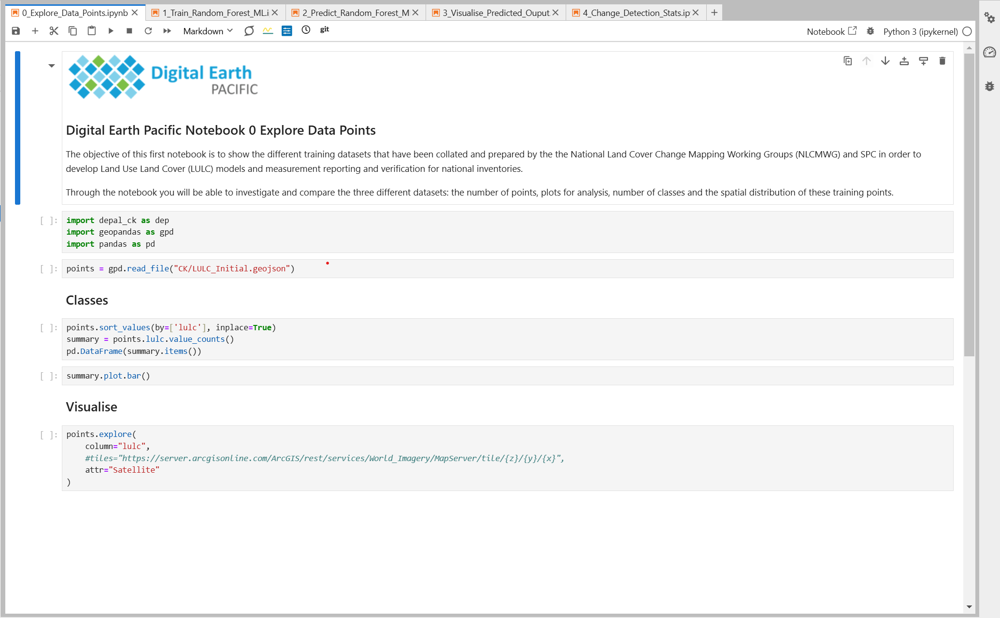 0_Explore_Data_Points.ipynb
1_Train_Random_Forest_ML.i
2_Predict_Random_Forest_M
3_Visualise_Predicted_Ouput.
4_Change_Detection_Stats.ip
Markdown
git
Notebook
Python 3 (ipykernel)
Digital Earth
PACIFIC
Digital Earth Pacific Notebook 0 Explore Data Points
The objective of this first notebook is to show the different training datasets that have been collated and prepared by the the National Land Cover Change Mapping Working Groups (NLCMWG) and SPC in order to
develop Land Use Land Cover (LULC) models and measurement reporting and verification for national inventories.
Through the notebook you will be able to investigate and compare the three different datasets: the number of points, plots for analysis, number of classes and the spatial distribution of these training points.
[ ]: import depal_ck as dep
import geopandas as gpd
import pandas as pd
[ ]: points = gpd.read_file("CK/LULC_Initial.geojson")
Classes
[ ]: points.sort_values(by=['lulc'], inplace=True)
summary = points.lulc.value_counts()
pd.DataFrame(summary.items())
[ ]: summary.plot.bar()
Visualise
[ ]: points.explore(
    column="lulc",
    #tiles="https://server.arcgisonline.com/ArcGIS/rest/services/World_Imagery/MapServer/tile/{z}/{y}/{x}",
    attr="Satellite"
)